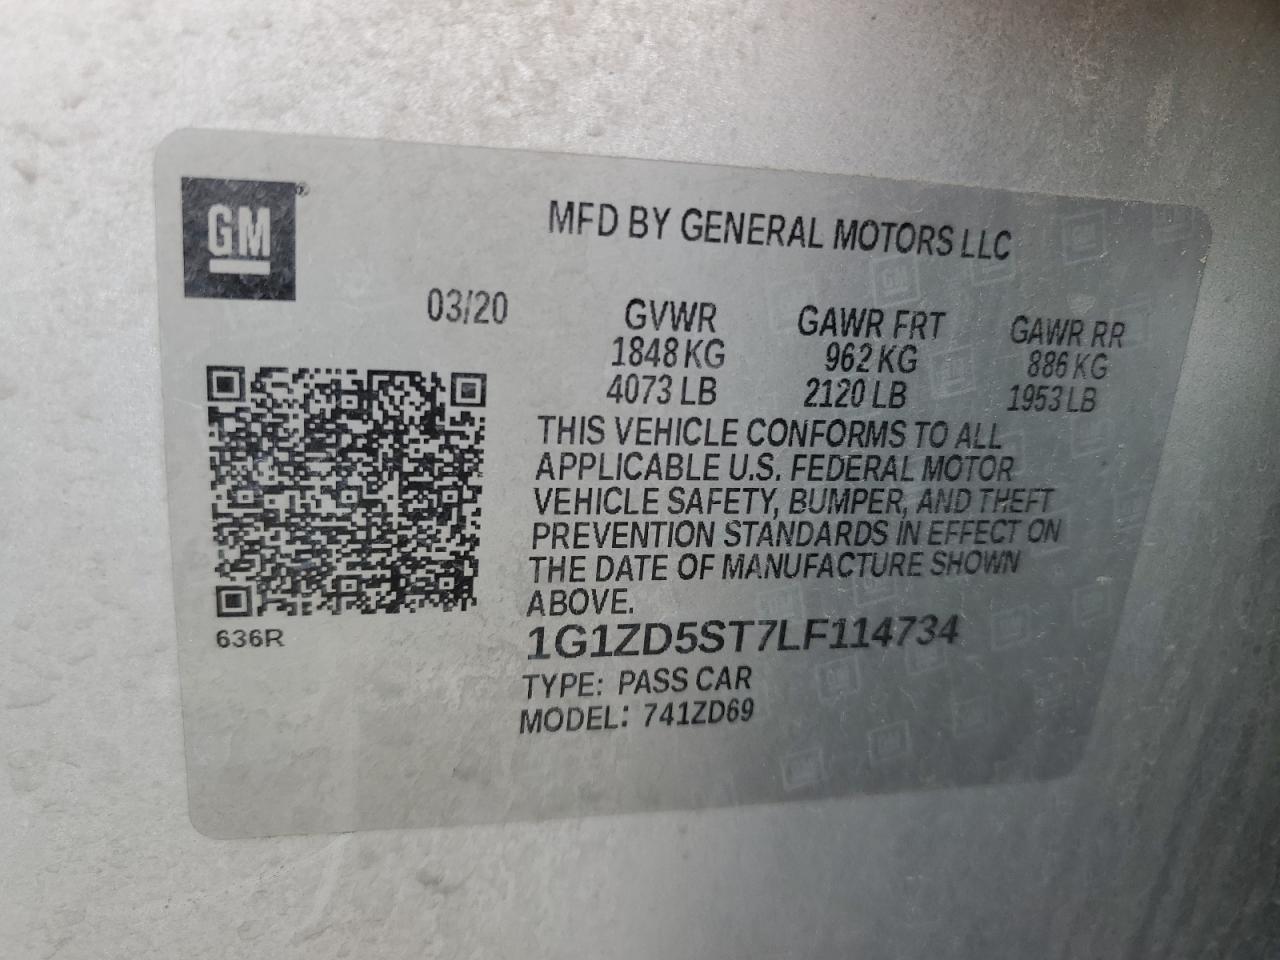 GM
MFD BY GENERAL MOTORS LLC
03/20
GVWR GAWR FRT GAWR RR
1848 KG 962 KG 886 KG
4073 LB 2120 LB 1953 LB
THIS VEHICLE CONFORMS TO ALL
APPLICABLE U.S. FEDERAL MOTOR
VEHICLE SAFETY, BUMPER, AND THEFT
PREVENTION STANDARDS IN EFFECT ON
THE DATE OF MANUFACTURE SHOWN
ABOVE.
636R
1G1ZD5ST7LF114734
TYPE: PASS CAR
MODEL: 741ZD69